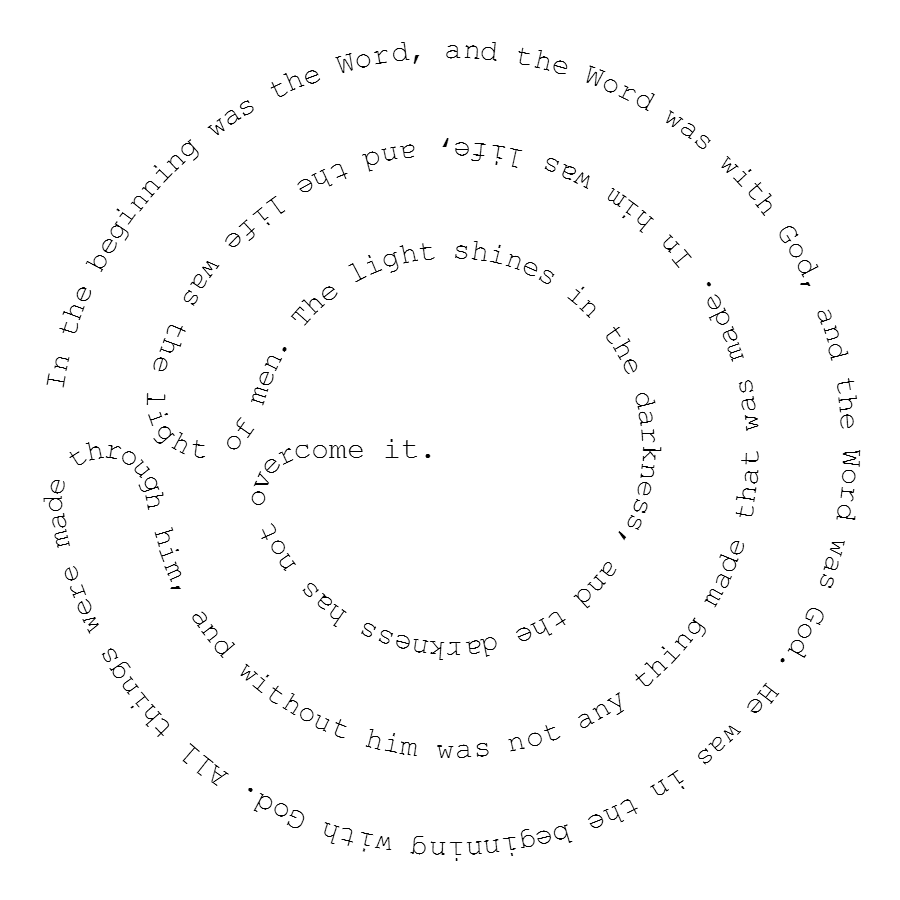 In the beginning was the Word, and the Word was with God, and the Word was God. He was in the beginning with God. All things were made through him, and without him was not any thing made that was made. In him was life, and the life was the light of men. The light shines in the darkness, and the darkness has not overcome it.